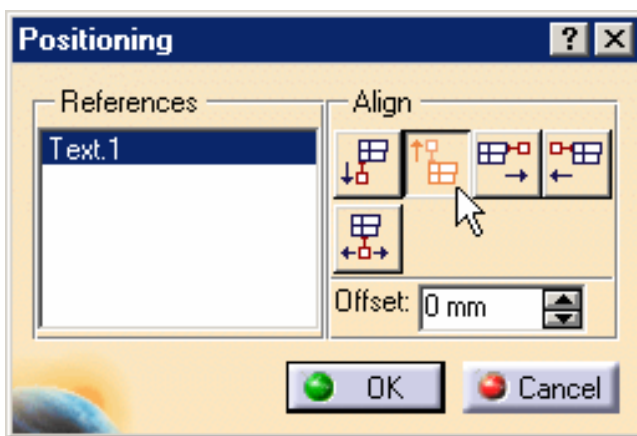 Positioning
References
Align
Text.1
Offset: 0 mm
OK
Cancel